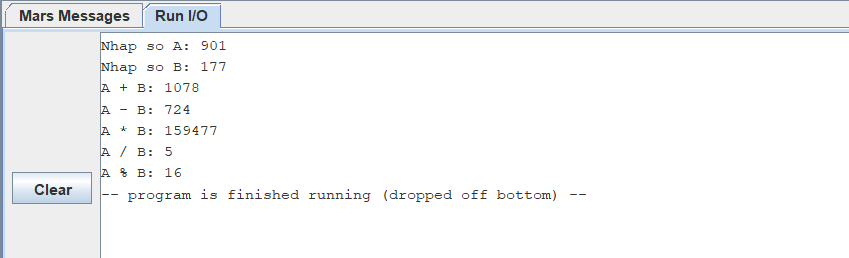 Mars Messages Run I/O
Nhap so A: 901
Nhap so B: 177
A + B: 1078
A - B: 724
A * B: 159477
A / B: 5
A % B: 16
Clear
-- program is finished running (dropped off bottom) --